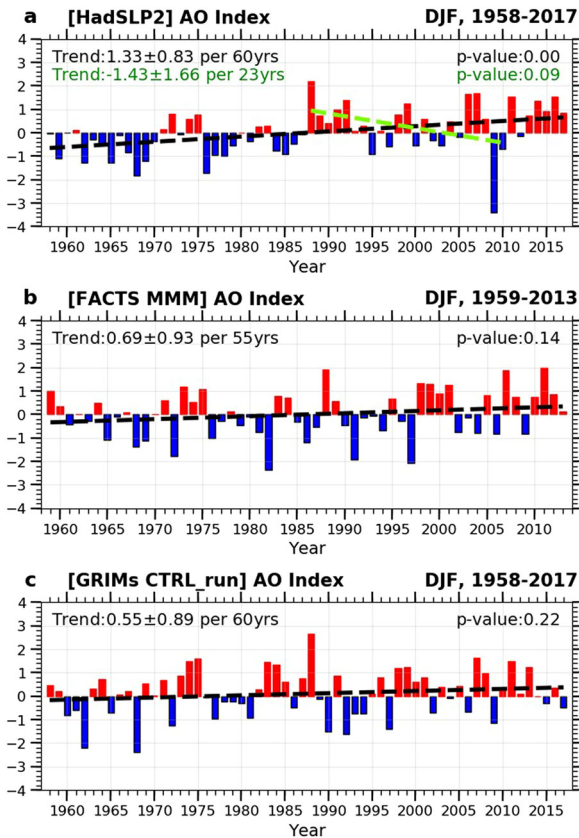 a [HadSLP2] AO Index DJF, 1958-2017
Trend:1.33±0.83 per 60yrs p-value:0.00
Trend:-1.43±1.66 per 23yrs p-value:0.09
4
3
2
1
0
−1
−2
−3
−4
1960 1965 1970 1975 1980 1985 1990 1995 2000 2005 2010 2015
Year
b [FACTS MMM] AO Index DJF, 1959-2013
Trend:0.69±0.93 per 55yrs p-value:0.14
4
3
2
1
0
−1
−2
−3
−4
1960 1965 1970 1975 1980 1985 1990 1995 2000 2005 2010
Year
c [GRIMs CTRL_run] AO Index DJF, 1958-2017
Trend:0.55±0.89 per 60yrs p-value:0.22
4
3
2
1
0
−1
−2
−3
−4
1960 1965 1970 1975 1980 1985 1990 1995 2000 2005 2010 2015
Year